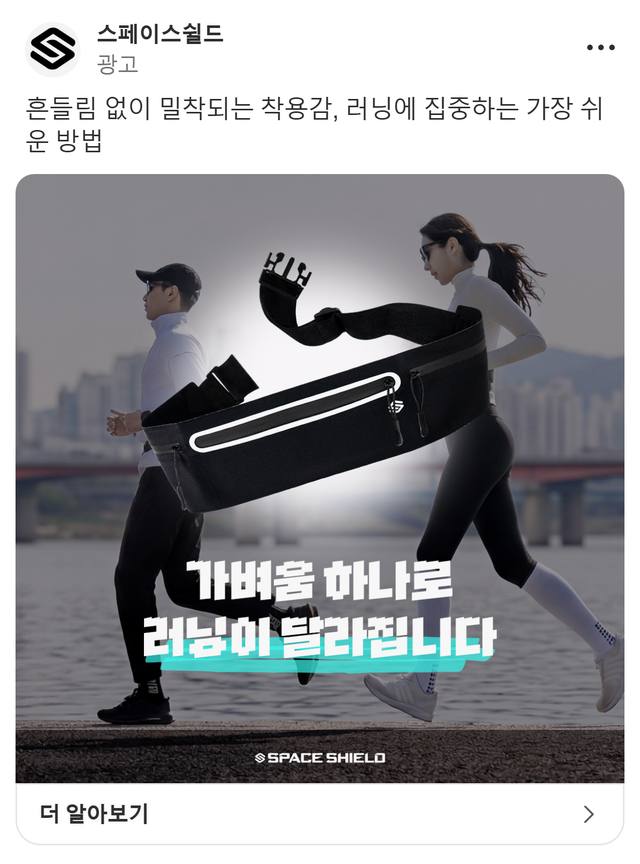 스페이스쉴드
광고
흔들림 없이 밀착되는 착용감, 러닝에 집중하는 가장 쉬
운 방법
가벼움 하나로
러닝이 달라집니다
SPACE SHIELD
더 알아보기